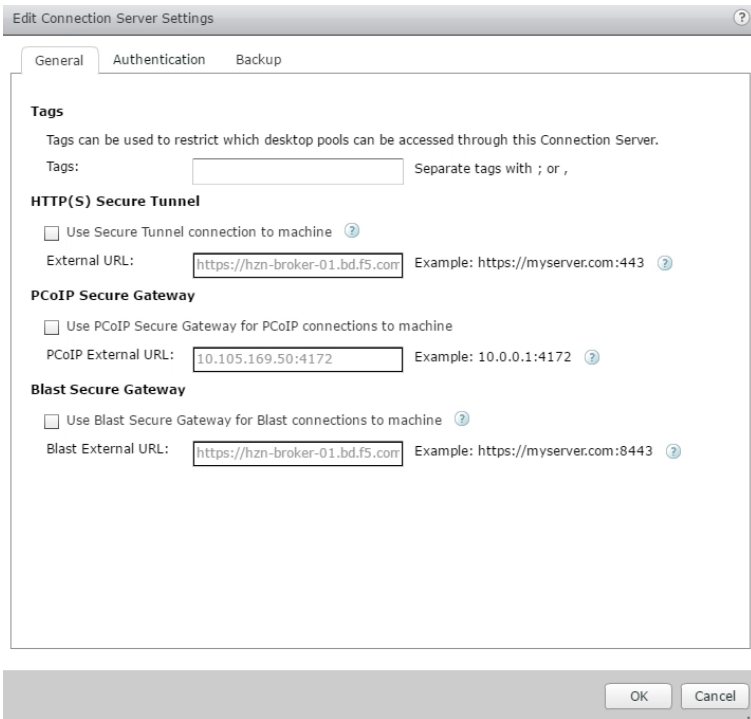 Edit Connection Server Settings ?
General Authentication Backup
Tags
Tags can be used to restrict which desktop pools can be accessed through this Connection Server.
Tags: Separate tags with ; or ,
HTTP(S) Secure Tunnel
Use Secure Tunnel connection to machine ?
External URL: https://hzn-broker-01.bd.f5.com Example: https://myserver.com:443 ?
PCoIP Secure Gateway
Use PCoIP Secure Gateway for PCoIP connections to machine
PCoIP External URL: 10.105.169.50:4172 Example: 10.0.0.1:4172 ?
Blast Secure Gateway
Use Blast Secure Gateway for Blast connections to machine ?
Blast External URL: https://hzn-broker-01.bd.f5.com Example: https://myserver.com:8443 ?
OK Cancel